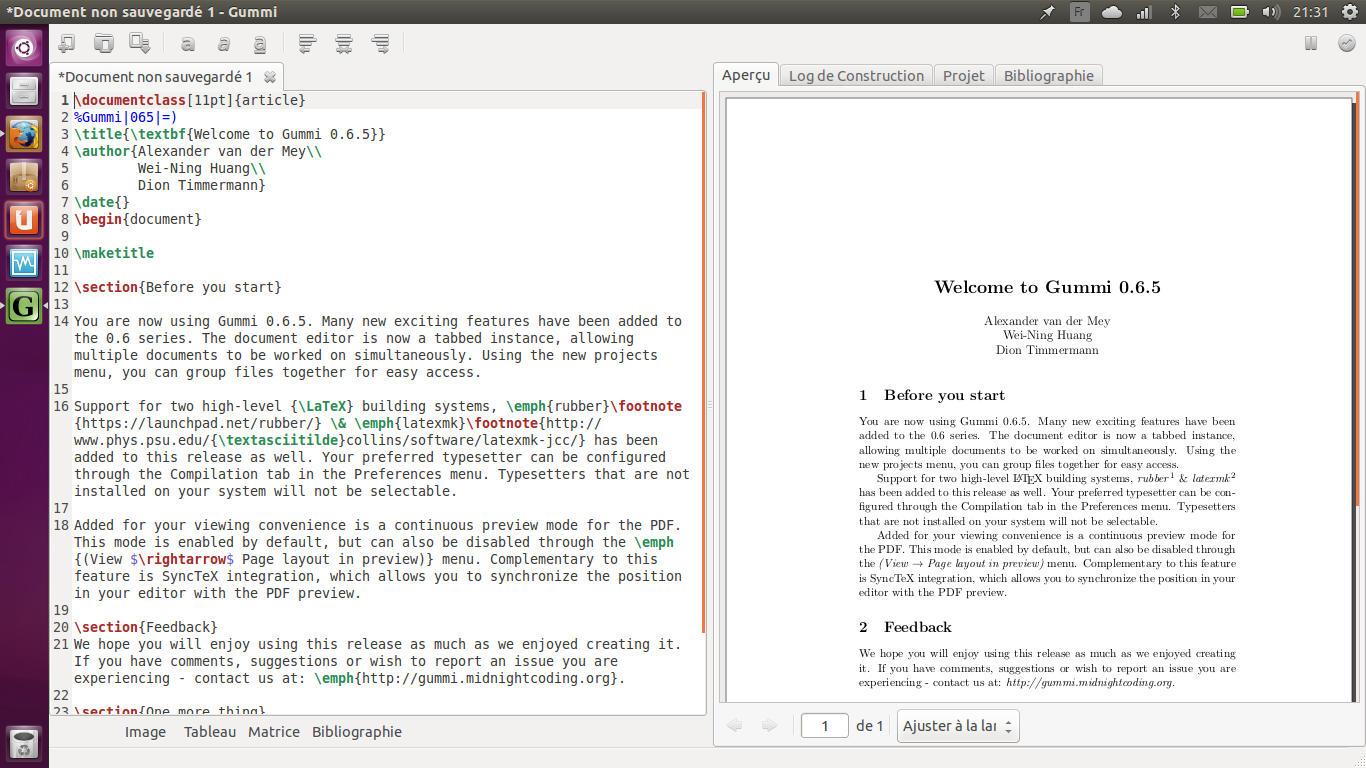 *Document non sauvegardé 1 - Gummi
Fr
21:31
*Document non sauvegardé 1
1 \documentclass[11pt]{article}
2 %Gummi|065|=)
3 \title{\textbf{Welcome to Gummi 0.6.5}}
4 \author{Alexander van der Mey\\
5 Wei-Ning Huang\\
6 Dion Timmermann}
7 \date{}
8 \begin{document}
9
10 \maketitle
11
12 \section{Before you start}
13
14 You are now using Gummi 0.6.5. Many new exciting features have been added to
the 0.6 series. The document editor is now a tabbed instance, allowing
multiple documents to be worked on simultaneously. Using the new projects
menu, you can group files together for easy access.
15
16 Support for two high-level {\LaTeX} building systems, \emph{rubber}\footnote
{https://launchpad.net/rubber/} \& \emph{latexmk}\footnote{http://
www.phys.psu.edu/{\textasciitilde}collins/software/latexmk-jcc/} has been
added to this release as well. Your preferred typesetter can be configured
through the Compilation tab in the Preferences menu. Typesetters that are not
installed on your system will not be selectable.
17
18 Added for your viewing convenience is a continuous preview mode for the PDF.
This mode is enabled by default, but can also be disabled through the \emph
{(View $\rightarrow$ Page layout in preview)} menu. Complementary to this
feature is SyncTeX integration, which allows you to synchronize the position
in your editor with the PDF preview.
19
20 \section{Feedback}
21 We hope you will enjoy using this release as much as we enjoyed creating it.
If you have comments, suggestions or wish to report an issue you are
experiencing - contact us at: \emph{http://gummi.midnightcoding.org}.
22
23 \section{One more thing}
Image Tableau Matrice Bibliographie
Aperçu Log de Construction Projet Bibliographie
Welcome to Gummi 0.6.5
Alexander van der Mey
Wei-Ning Huang
Dion Timmermann
1 Before you start
You are now using Gummi 0.6.5. Many new exciting features have been
added to the 0.6 series. The document editor is now a tabbed instance,
allowing multiple documents to be worked on simultaneously. Using the
new projects menu, you can group files together for easy access.
Support for two high-level LATEX building systems, rubber1 & latexmk2
has been added to this release as well. Your preferred typesetter can be con-
figured through the Compilation tab in the Preferences menu. Typesetters
that are not installed on your system will not be selectable.
Added for your viewing convenience is a continuous preview mode for
the PDF. This mode is enabled by default, but can also be disabled through
the (View → Page layout in preview) menu. Complementary to this feature
is SyncTeX integration, which allows you to synchronize the position in your
editor with the PDF preview.
2 Feedback
We hope you will enjoy using this release as much as we enjoyed creating
it. If you have comments, suggestions or wish to report an issue you are
experiencing - contact us at: http://gummi.midnightcoding.org.
1 de 1 Ajuster à la lar